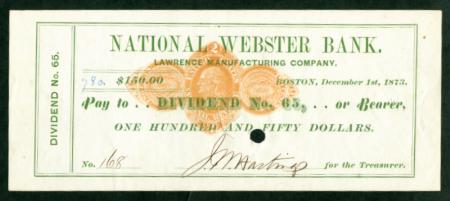 NATIONAL WEBSTER BANK.
LAWRENCE MANUFACTURING COMPANY.
$150.00
BOSTON, December 1st, 1873.
Pay to . . DIVIDEND No. 65, . . or Bearer,
ONE HUNDRED AND FIFTY DOLLARS.
No. 168 J. W. Hastings for the Treasurer.
DIVIDEND No. 65.